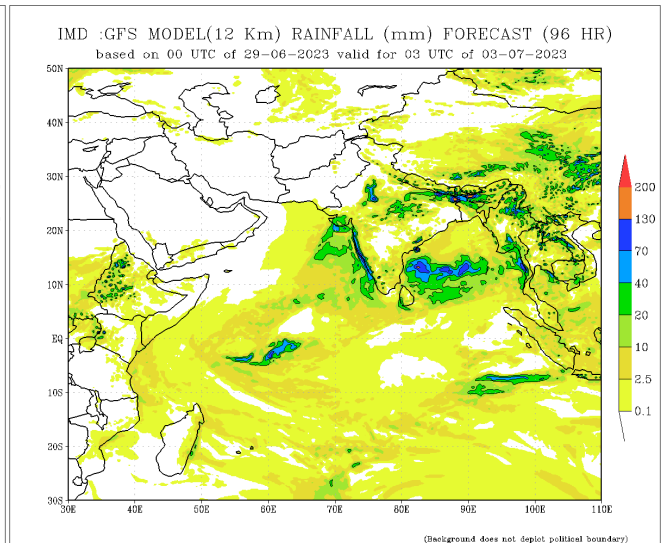 IMD :GFS MODEL(12 Km) RAINFALL (mm) FORECAST (96 HR)
based on 00 UTC of 29-06-2023 valid for 03 UTC of 03-07-2023
50N
40N
30N
20N
10N
EQ
10S
20S
30S
30E 40E 50E 60E 70E 80E 90E 100E 110E
200
130
70
40
20
10
2.5
0.1
(Background does not depict political boundary)